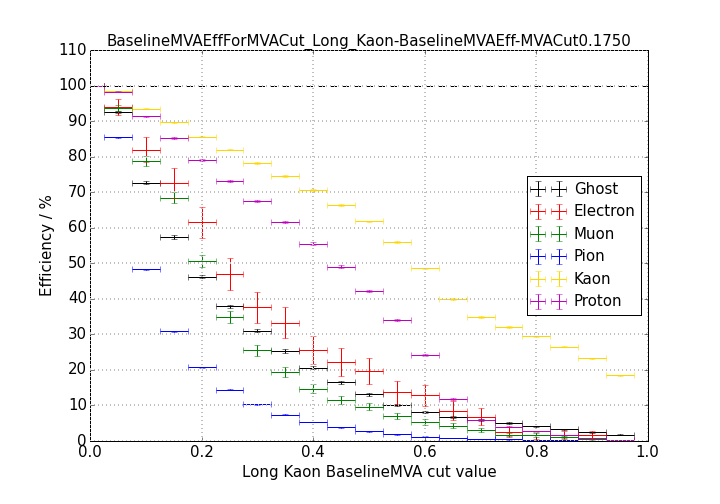 BaselineMVAEffForMVACut_Long_Kaon-BaselineMVAEff-MVACut0.1750
110
100
90
80
70
60
50
40
30
20
10
0
Efficiency / %
Ghost
Electron
Muon
Pion
Kaon
Proton
0.0 0.2 0.4 0.6 0.8 1.0
Long Kaon BaselineMVA cut value